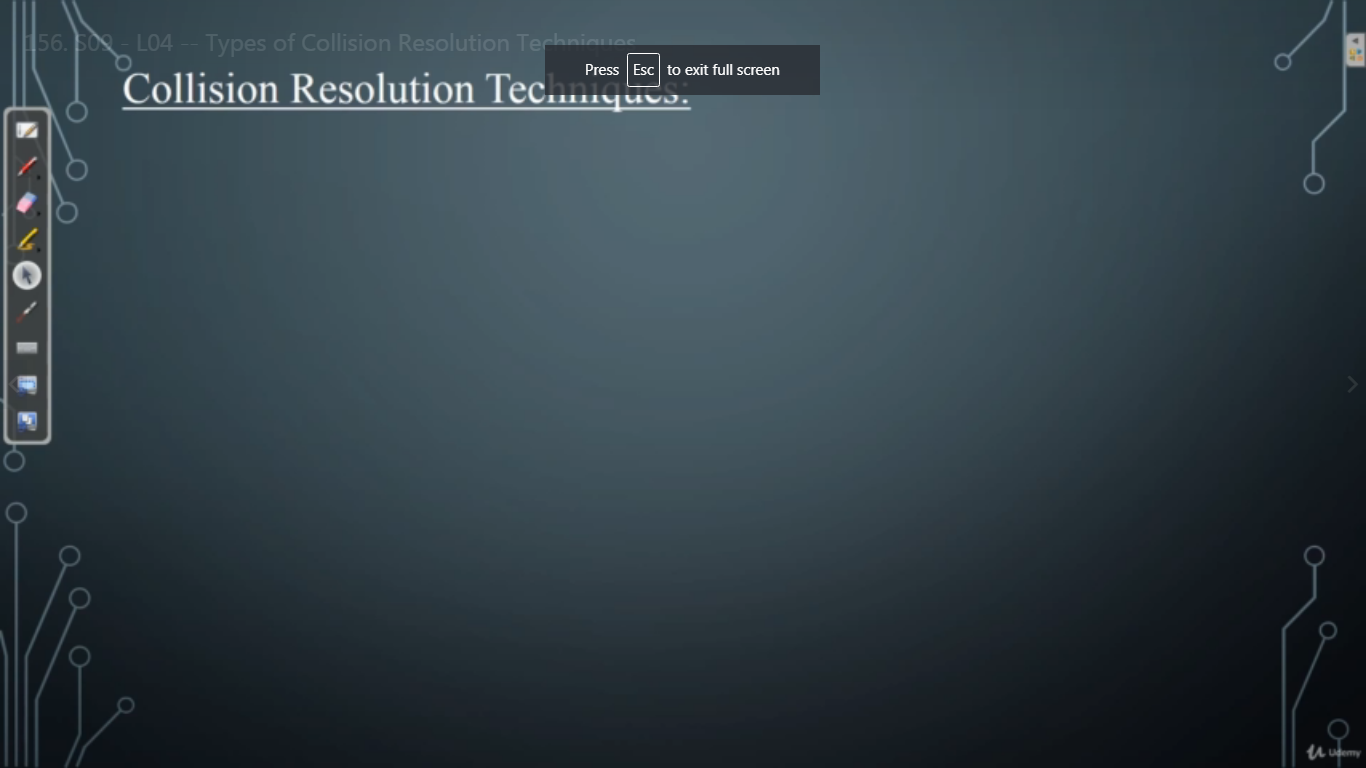 156. S09 - L04 -- Types of Collision Resolution Techniques
Press Esc to exit full screen
Collision Resolution Techniques:
Udemy